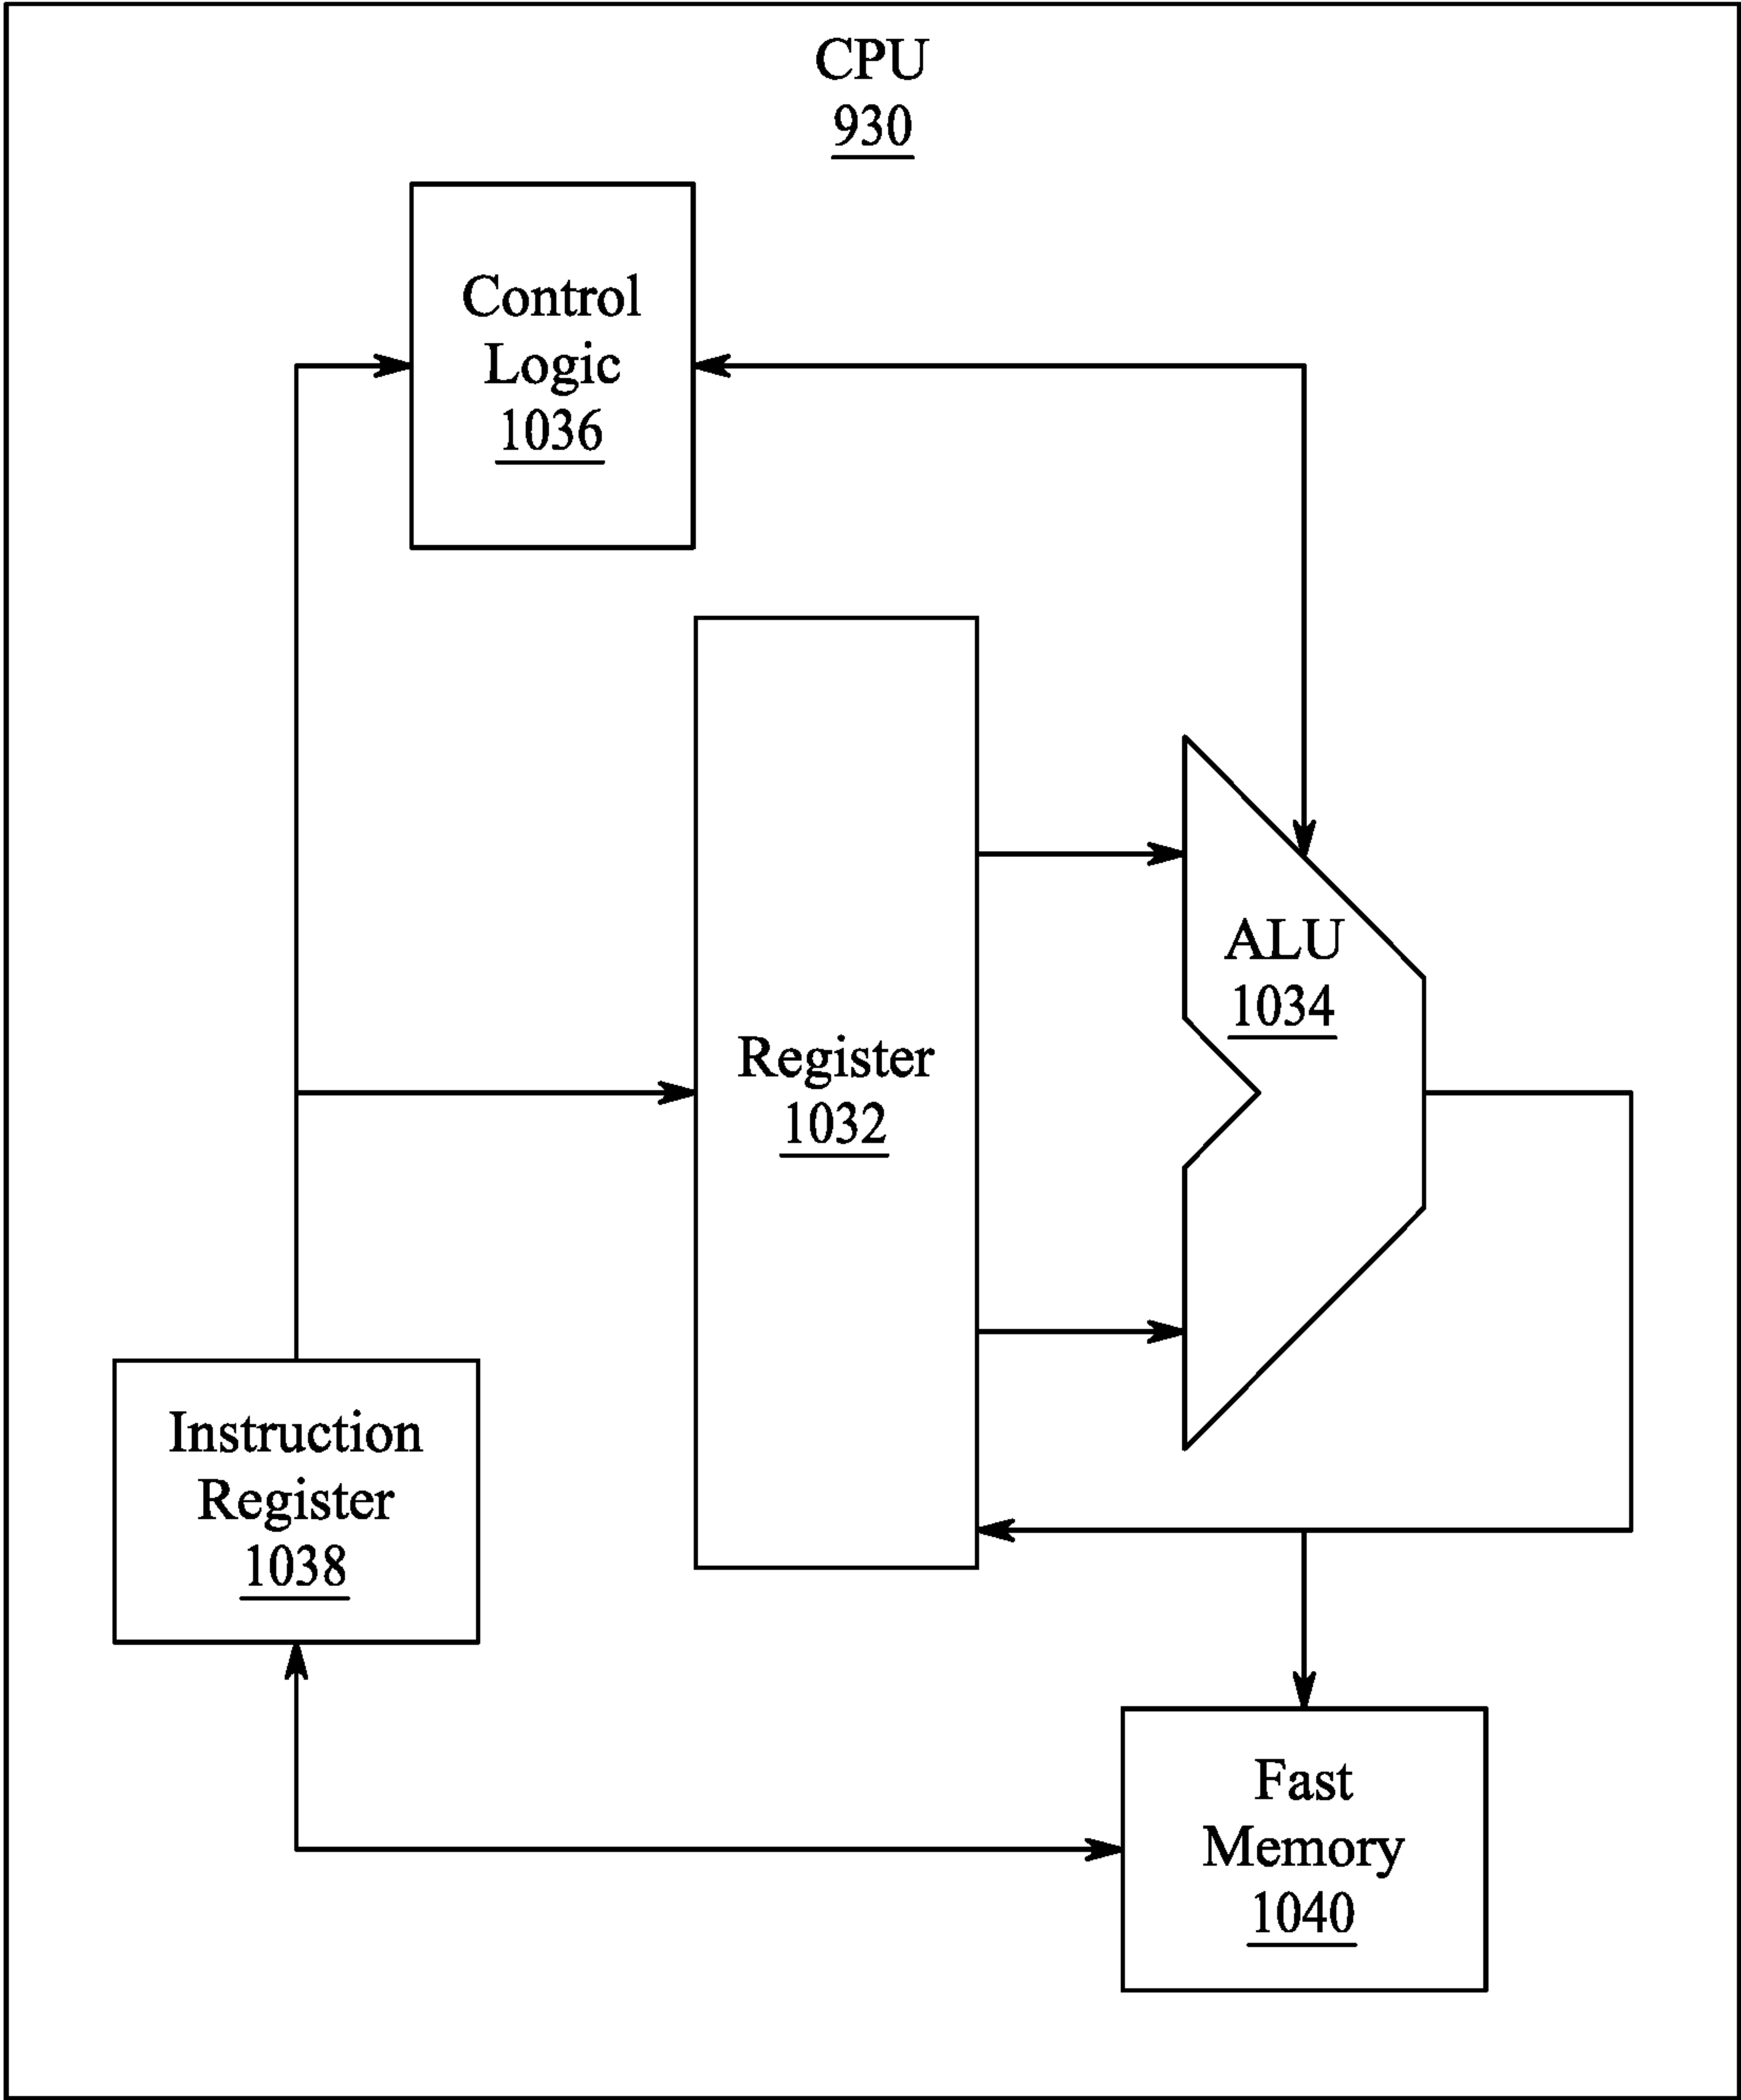 CPU
930
Control
Logic
1036
ALU
1034
Register
1032
Instruction
Register
1038
Fast
Memory
1040